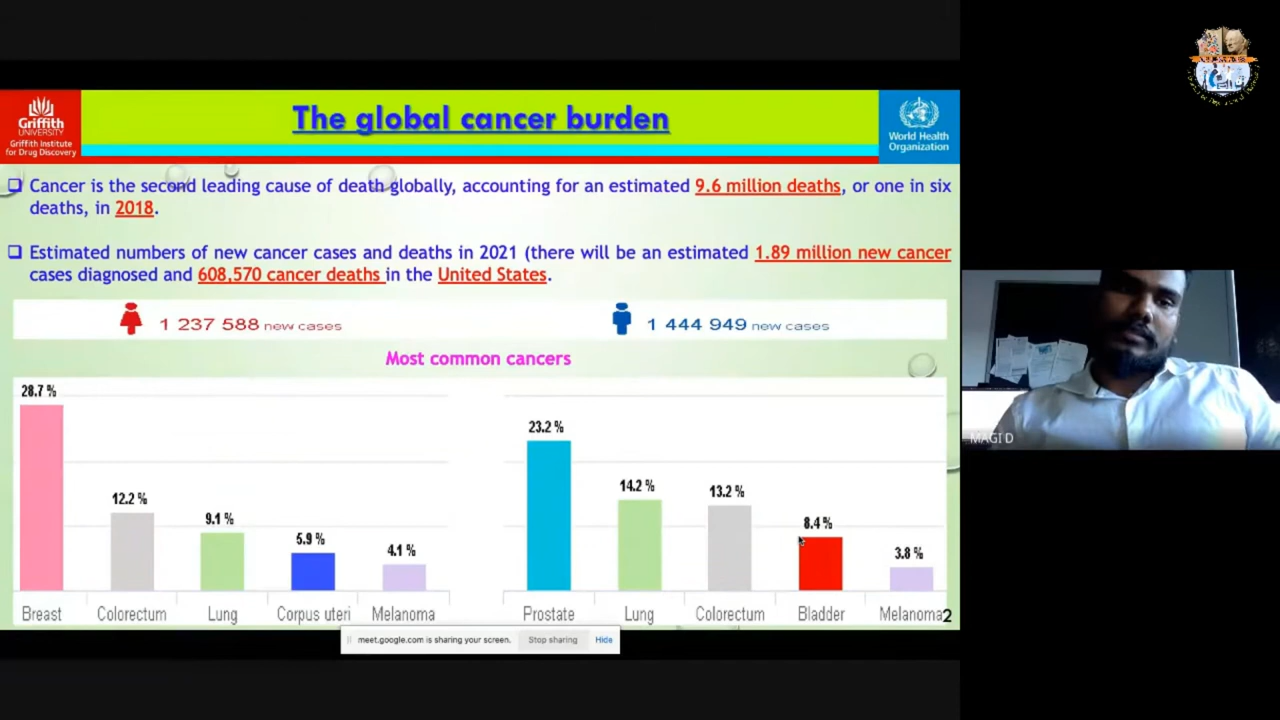 Griffith
UNIVERSITY
Griffith Institute
for Drug Discovery
The global cancer burden
World Health
Organization
❑ Cancer is the second leading cause of death globally, accounting for an estimated 9.6 million deaths, or one in six
deaths, in 2018.
❑ Estimated numbers of new cancer cases and deaths in 2021 (there will be an estimated 1.89 million new cancer
cases diagnosed and 608,570 cancer deaths in the United States.
1 237 588 new cases
1 444 949 new cases
Most common cancers
28.7 %
12.2 %
9.1 %
5.9 %
4.1 %
Breast
Colorectum
Lung
Corpus uteri
Melanoma
23.2 %
14.2 %
13.2 %
8.4 %
3.8 %
Prostate
Lung
Colorectum
Bladder
Melanoma
2
meet.google.com is sharing your screen.
Stop sharing
Hide
MAGI D